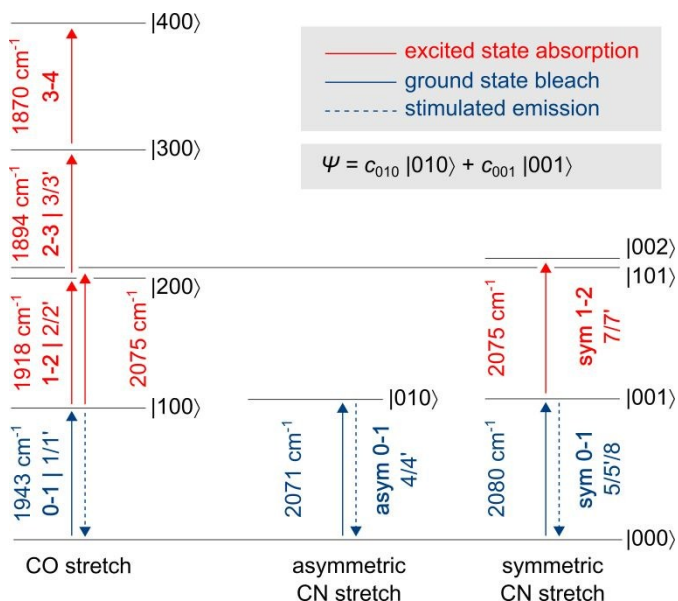 |400⟩
1870 cm⁻¹
3-4
|300⟩
1894 cm⁻¹
2-3 | 3/3'
|200⟩
1918 cm⁻¹
1-2 | 2/2'
2075 cm⁻¹
|100⟩
1943 cm⁻¹
0-1 | 1/1'
CO stretch
excited state absorption
ground state bleach
stimulated emission
Ψ = c₀₁₀ |010⟩ + c₀₀₁ |001⟩
|010⟩
2071 cm⁻¹
asym 0-1
4/4'
asymmetric
CN stretch
|002⟩
|101⟩
2075 cm⁻¹
sym 1-2
7/7'
|001⟩
2080 cm⁻¹
sym 0-1
5/5'/8
|000⟩
symmetric
CN stretch